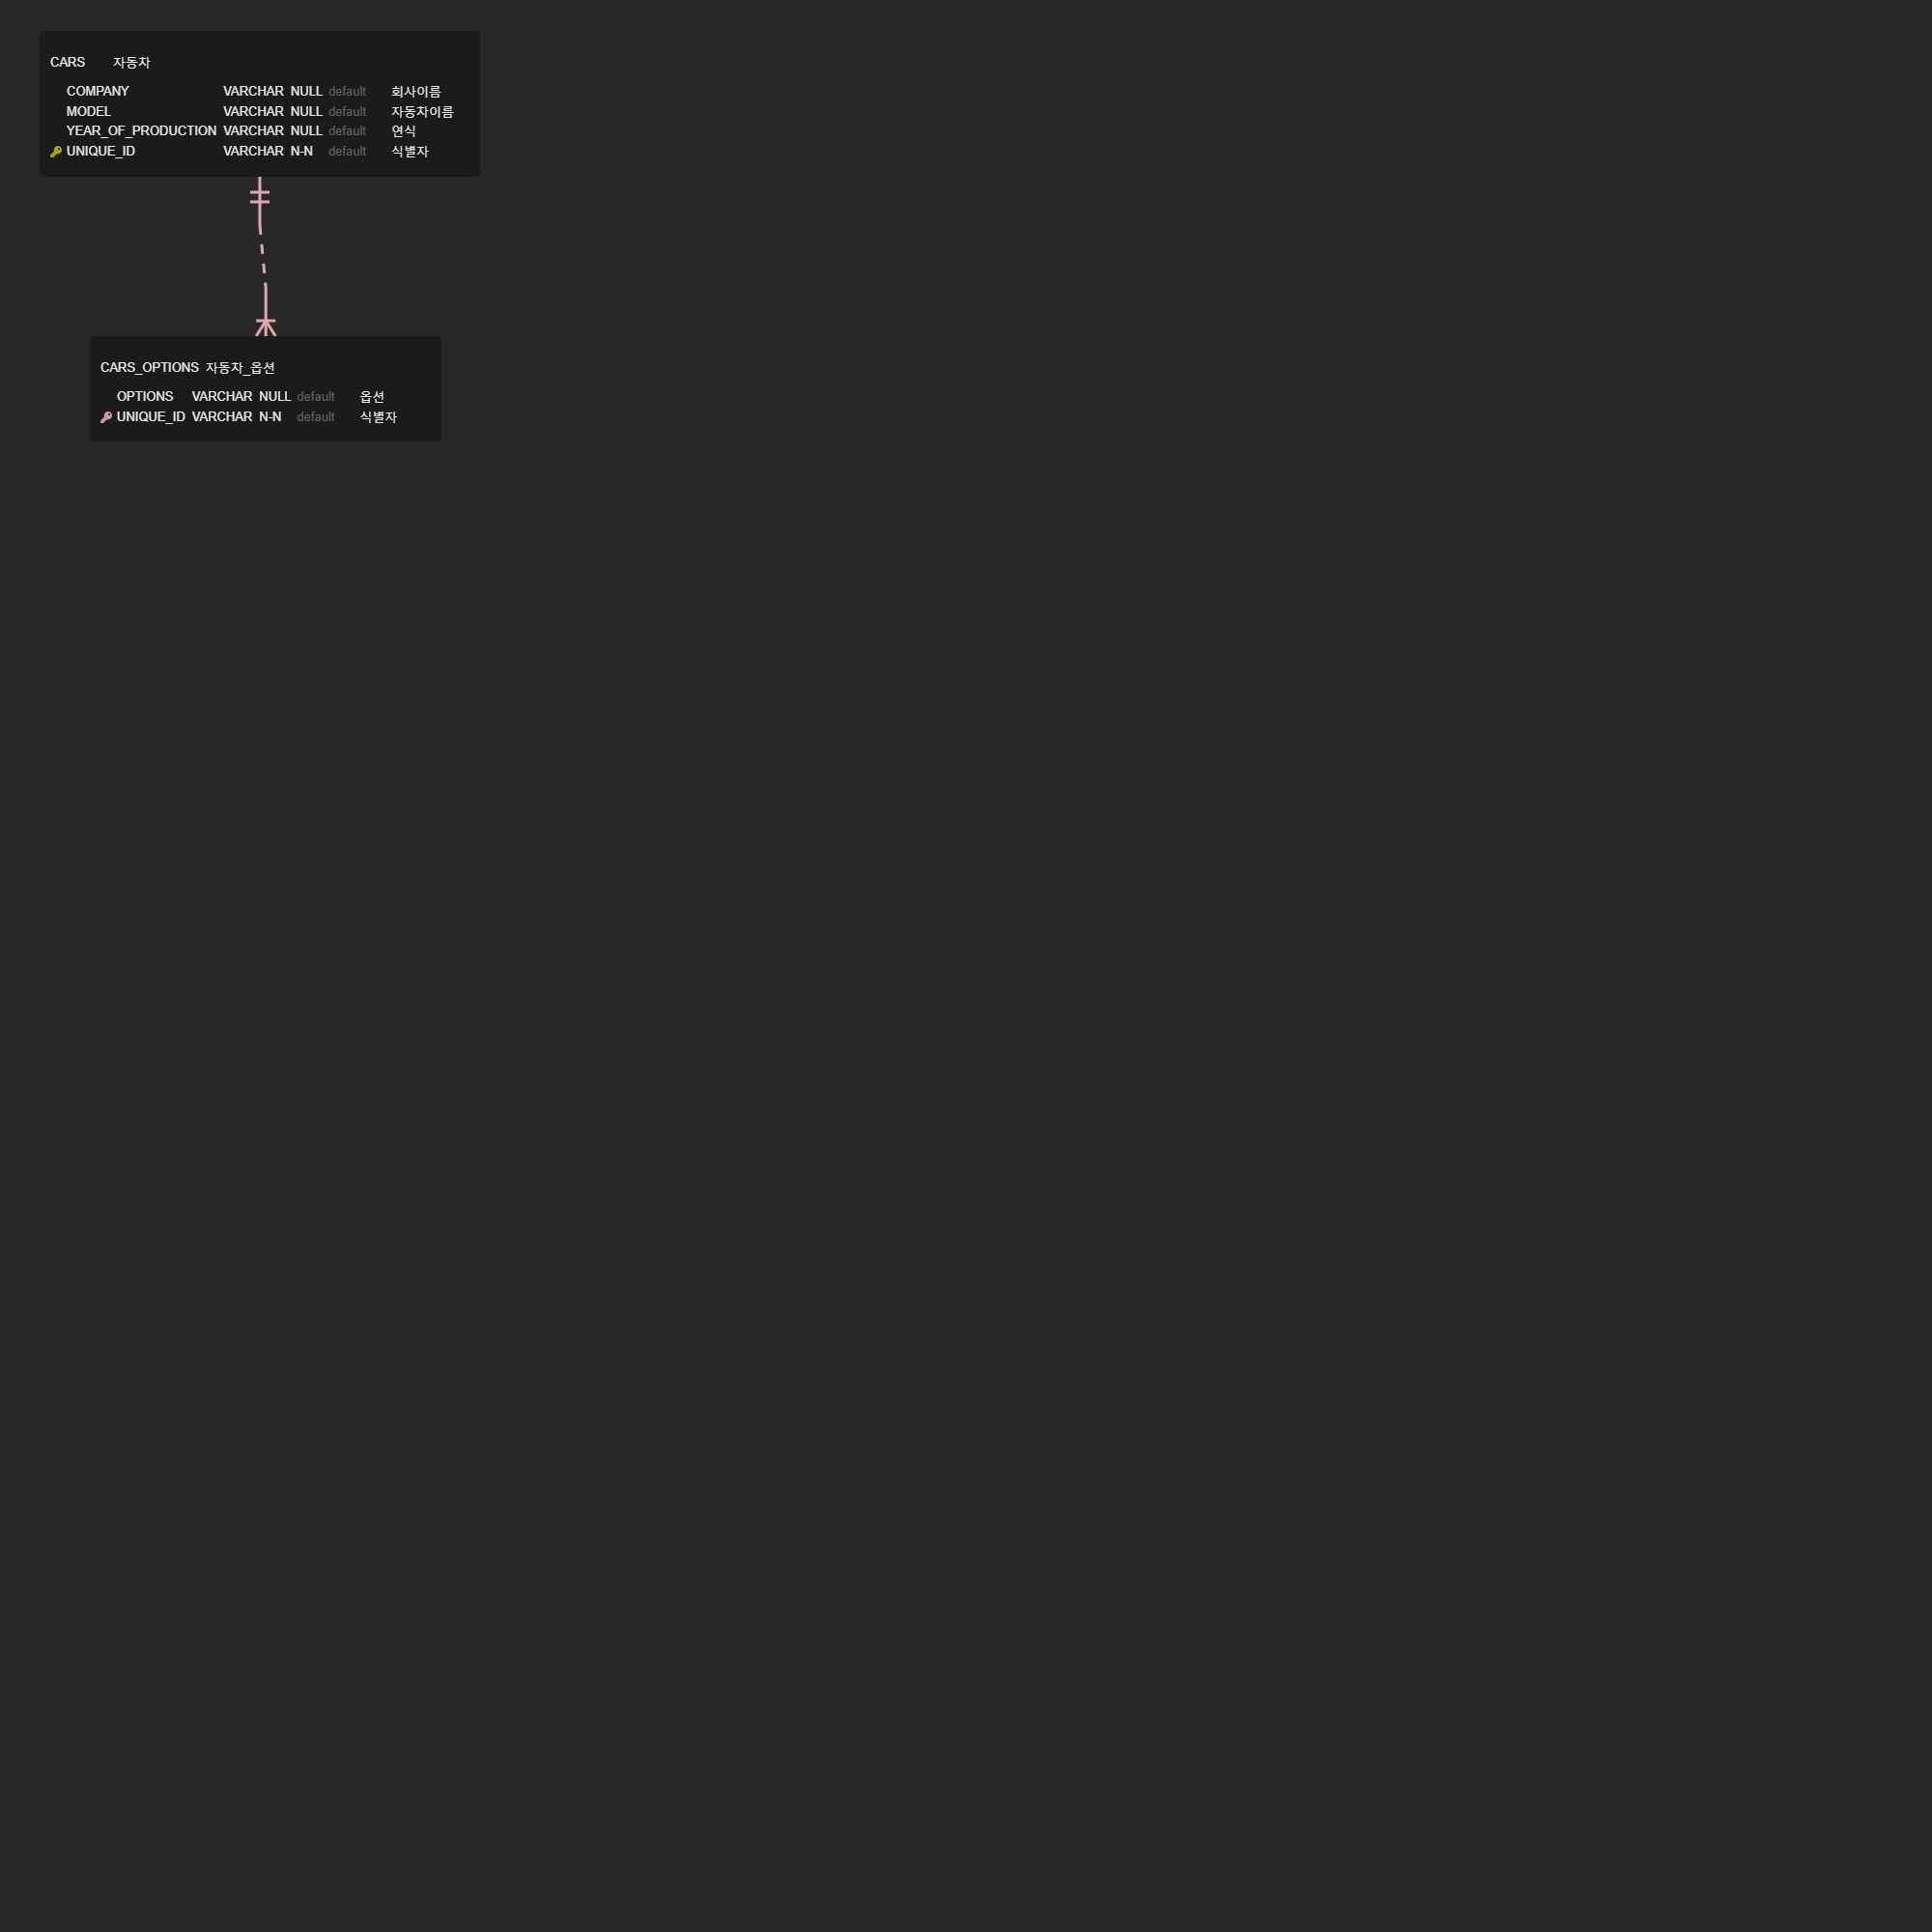 CARS 자동차
COMPANY VARCHAR NULL default 회사이름
MODEL VARCHAR NULL default 자동차이름
YEAR_OF_PRODUCTION VARCHAR NULL default 연식
UNIQUE_ID VARCHAR N-N default 식별자
CARS_OPTIONS 자동차_옵션
OPTIONS VARCHAR NULL default 옵션
UNIQUE_ID VARCHAR N-N default 식별자